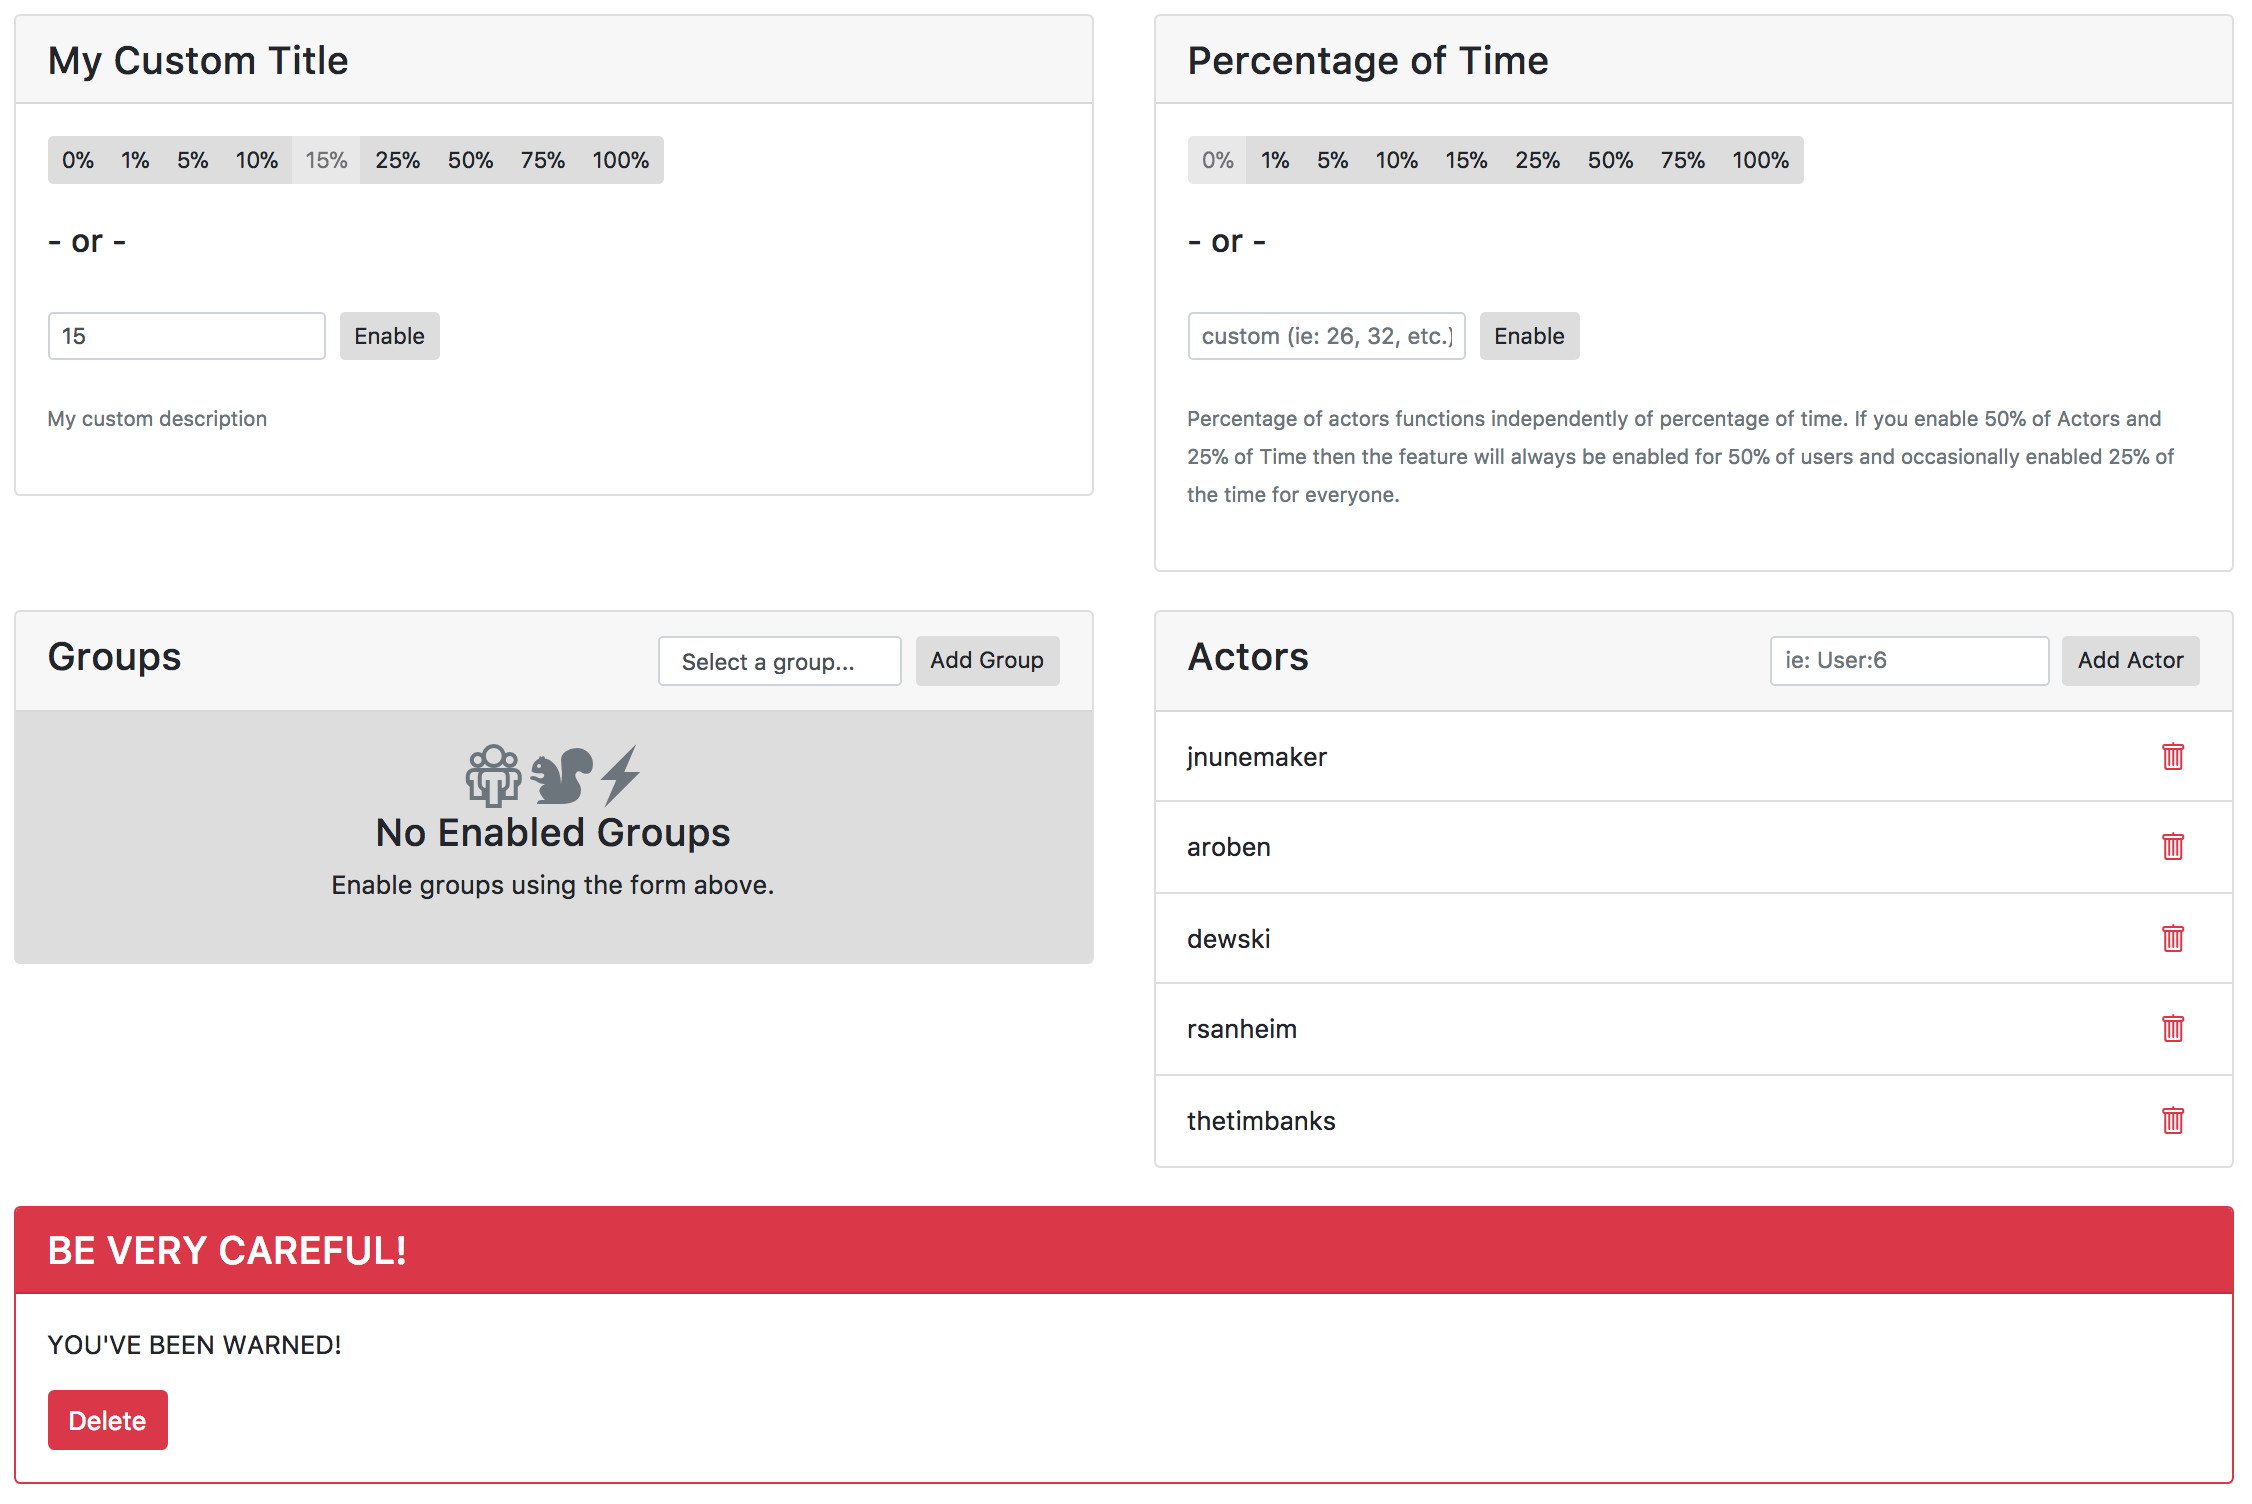 My Custom Title
0% 1% 5% 10% 15% 25% 50% 75% 100%
- or -
15 Enable
My custom description
Percentage of Time
0% 1% 5% 10% 15% 25% 50% 75% 100%
- or -
custom (ie: 26, 32, etc.) Enable
Percentage of actors functions independently of percentage of time. If you enable 50% of Actors and
25% of Time then the feature will always be enabled for 50% of users and occasionally enabled 25% of
the time for everyone.
Groups Select a group... Add Group
No Enabled Groups
Enable groups using the form above.
Actors ie: User:6 Add Actor
jnunemaker
aroben
dewski
rsanheim
thetimbanks
BE VERY CAREFUL!
YOU'VE BEEN WARNED!
Delete